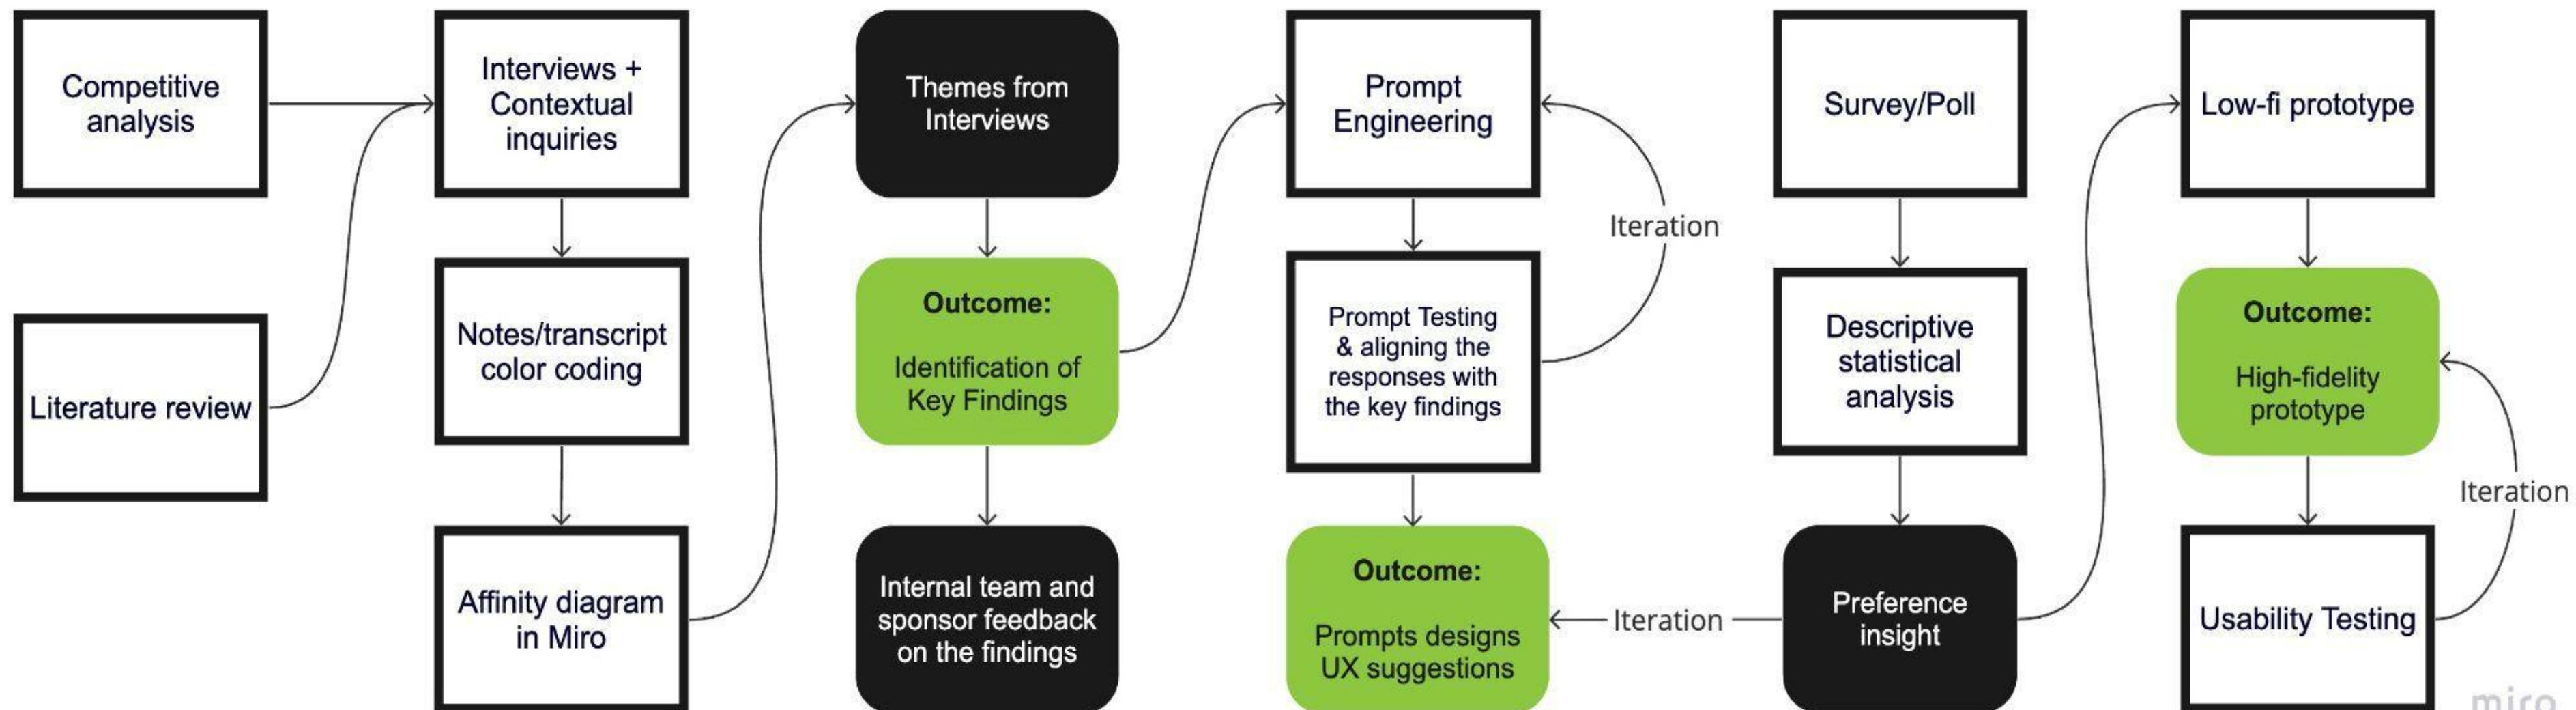 Competitive
analysis
Literature review
Interviews +
Contextual
inquiries
Notes/transcript
color coding
Affinity diagram
in Miro
Themes from
Interviews
Outcome:
Identification of
Key Findings
Internal team and
sponsor feedback
on the findings
Prompt
Engineering
Iteration
Prompt Testing
& aligning the
responses with
the key findings
Outcome:
Prompts designs
UX suggestions
Iteration
Survey/Poll
Descriptive
statistical
analysis
Preference
insight
Low-fi prototype
Outcome:
High-fidelity
prototype
Iteration
Usability Testing
miro